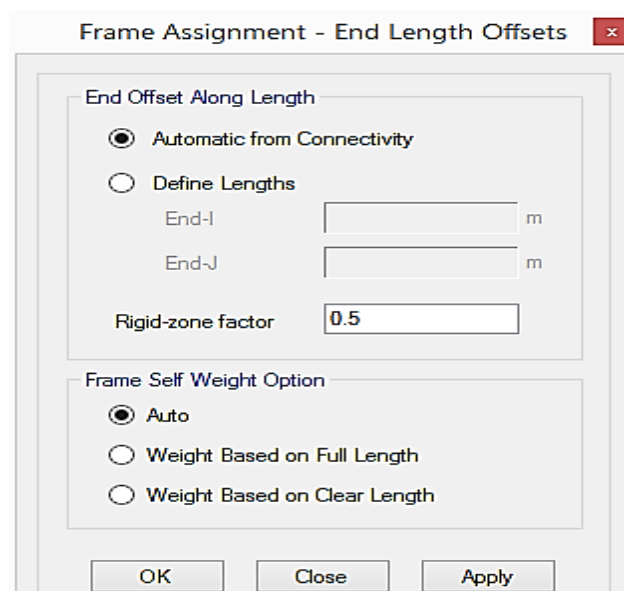 Frame Assignment - End Length Offsets
x
End Offset Along Length
Automatic from Connectivity
Define Lengths
End-I m
End-J m
Rigid-zone factor 0.5
Frame Self Weight Option
Auto
Weight Based on Full Length
Weight Based on Clear Length
OK Close Apply